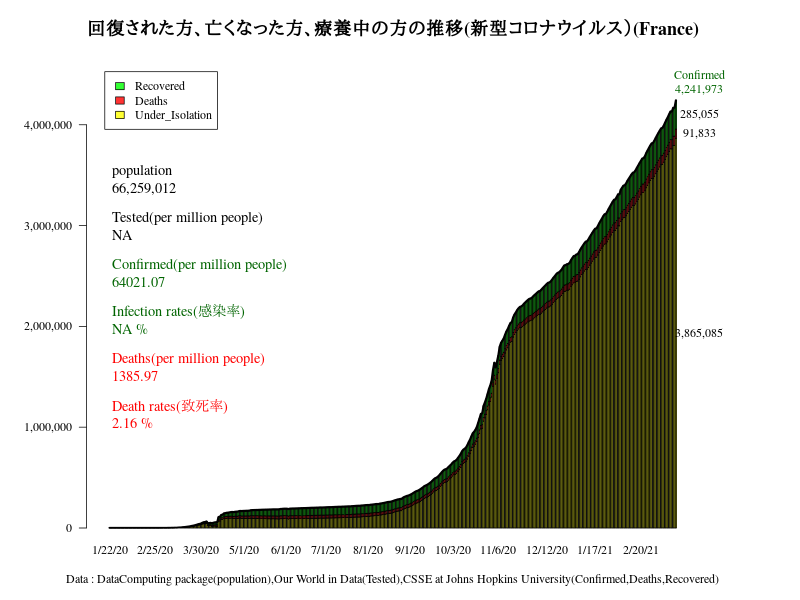 回復された方、亡くなった方、療養中の方の推移(新型コロナウイルス）(France)
Confirmed
4,241,973
285,055
91,833
3,865,085
Recovered
Deaths
Under_Isolation
population
66,259,012
Tested(per million people)
NA
Confirmed(per million people)
64021.07
Infection rates(感染率)
NA %
Deaths(per million people)
1385.97
Death rates(致死率)
2.16 %
4,000,000
3,000,000
2,000,000
1,000,000
0
1/22/20 2/25/20 3/30/20 5/1/20 6/1/20 7/1/20 8/1/20 9/1/20 10/3/20 11/6/20 12/12/20 1/17/21 2/20/21
Data : DataComputing package(population),Our World in Data(Tested),CSSE at Johns Hopkins University(Confirmed,Deaths,Recovered)